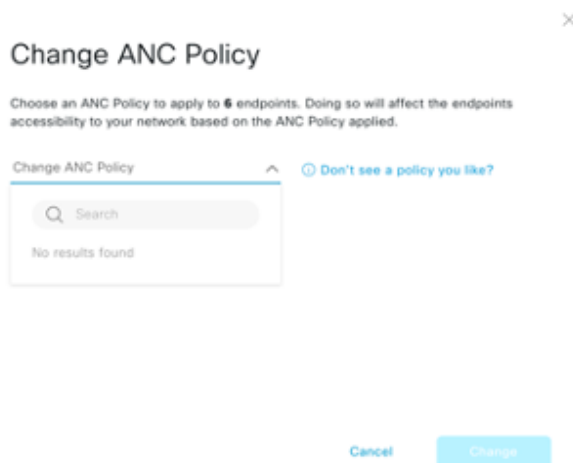 Change ANC Policy
Choose an ANC Policy to apply to 6 endpoints. Doing so will affect the endpoints
accessibility to your network based on the ANC Policy applied.
Change ANC Policy
Don't see a policy you like?
Search
No results found
Cancel
Change